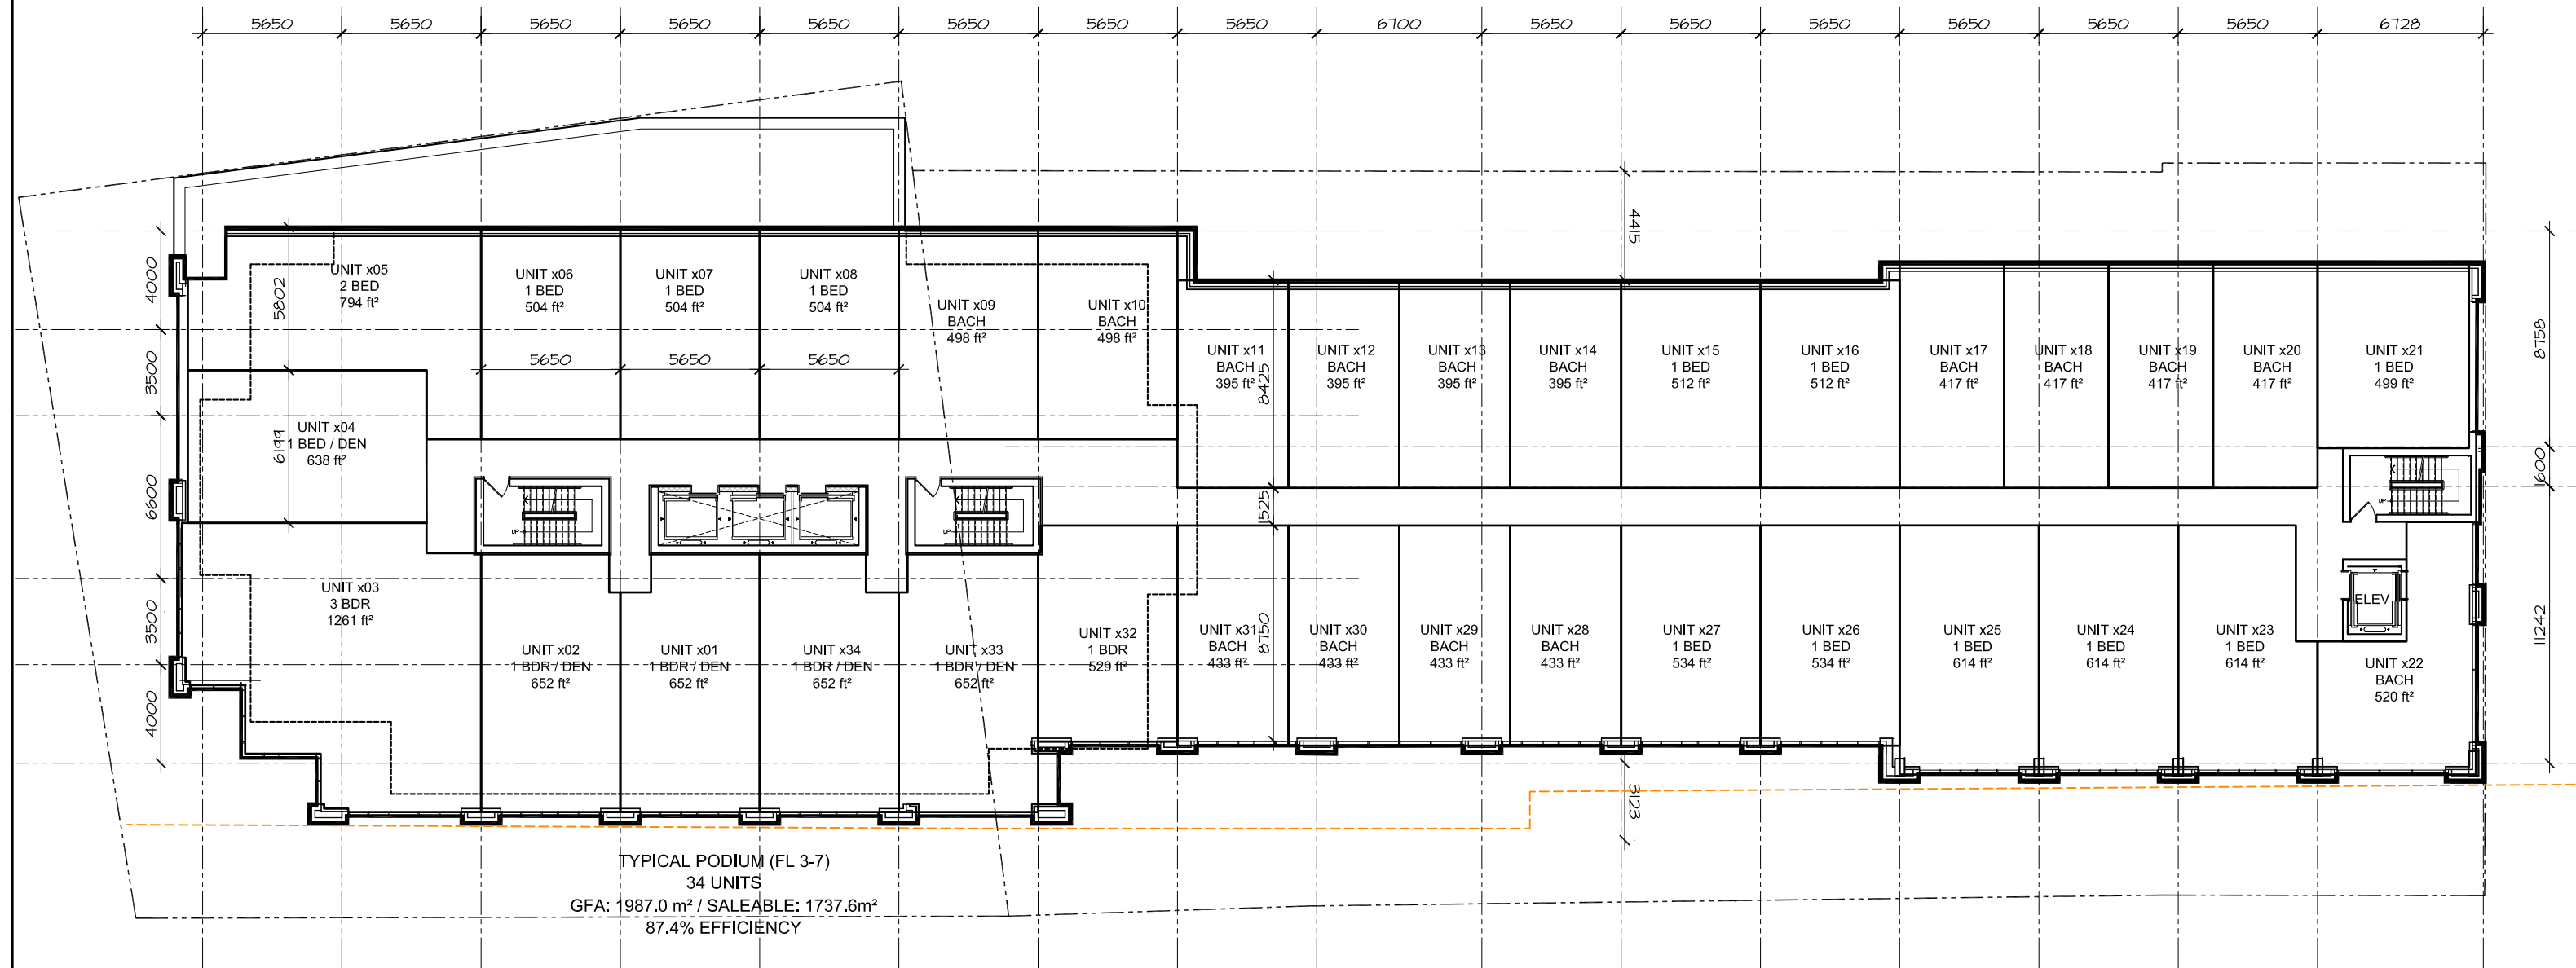 5650 5650 5650 5650 5650 5650 5650 5650 6700 5650 5650 5650 5650 5650 6728
4000
3500
6600
3500
4000
5802
6199
5650 5650 5650
8425
1525
8750
4415
3123
8758
1600
11242
UNIT x05
2 BED
794 ft²
UNIT x06
1 BED
504 ft²
UNIT x07
1 BED
504 ft²
UNIT x08
1 BED
504 ft²
UNIT x09
BACH
498 ft²
UNIT x10
BACH
498 ft²
UNIT x11
BACH
395 ft²
UNIT x12
BACH
395 ft²
UNIT x13
BACH
395 ft²
UNIT x14
BACH
395 ft²
UNIT x15
1 BED
512 ft²
UNIT x16
1 BED
512 ft²
UNIT x17
BACH
417 ft²
UNIT x18
BACH
417 ft²
UNIT x19
BACH
417 ft²
UNIT x20
BACH
417 ft²
UNIT x21
1 BED
499 ft²
UNIT x04
1 BED / DEN
638 ft²
UP
UP
UP
ELEV
UNIT x03
3 BDR
1261 ft²
UNIT x02
1 BDR / DEN
652 ft²
UNIT x01
1 BDR / DEN
652 ft²
UNIT x34
1 BDR / DEN
652 ft²
UNIT x33
1 BDR / DEN
652 ft²
UNIT x32
1 BDR
529 ft²
UNIT x31
BACH
433 ft²
UNIT x30
BACH
433 ft²
UNIT x29
BACH
433 ft²
UNIT x28
BACH
433 ft²
UNIT x27
1 BED
534 ft²
UNIT x26
1 BED
534 ft²
UNIT x25
1 BED
614 ft²
UNIT x24
1 BED
614 ft²
UNIT x23
1 BED
614 ft²
UNIT x22
BACH
520 ft²
TYPICAL PODIUM (FL 3-7)
34 UNITS
GFA: 1987.0 m² / SALEABLE: 1737.6m²
87.4% EFFICIENCY